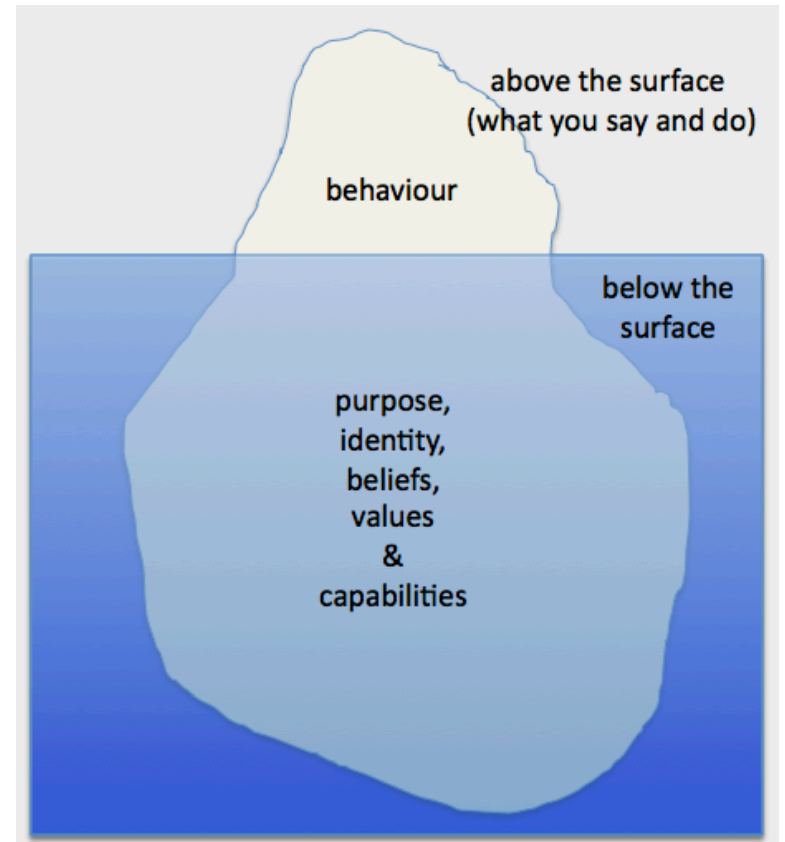 above the surface
(what you say and do)
behaviour
below the
surface
purpose,
identity,
beliefs,
values
&
capabilities